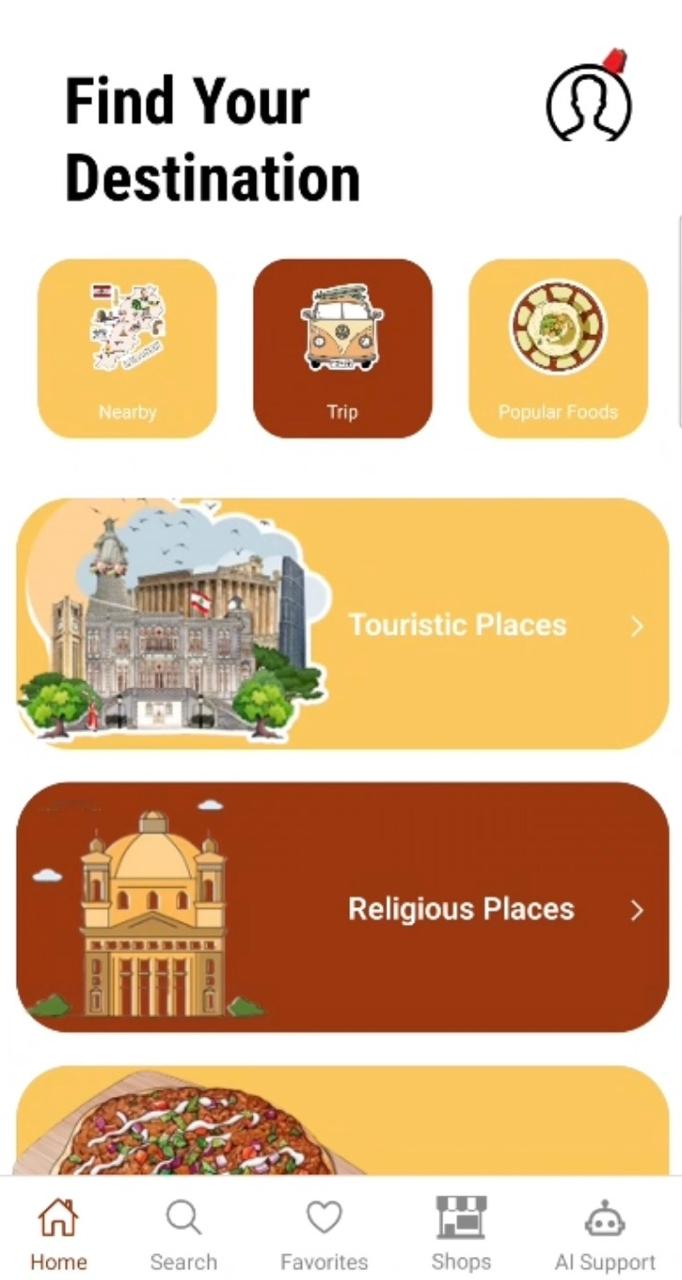 Find Your
Destination
Nearby
Trip
Popular Foods
Touristic Places
Religious Places
Home
Search
Favorites
Shops
AI Support